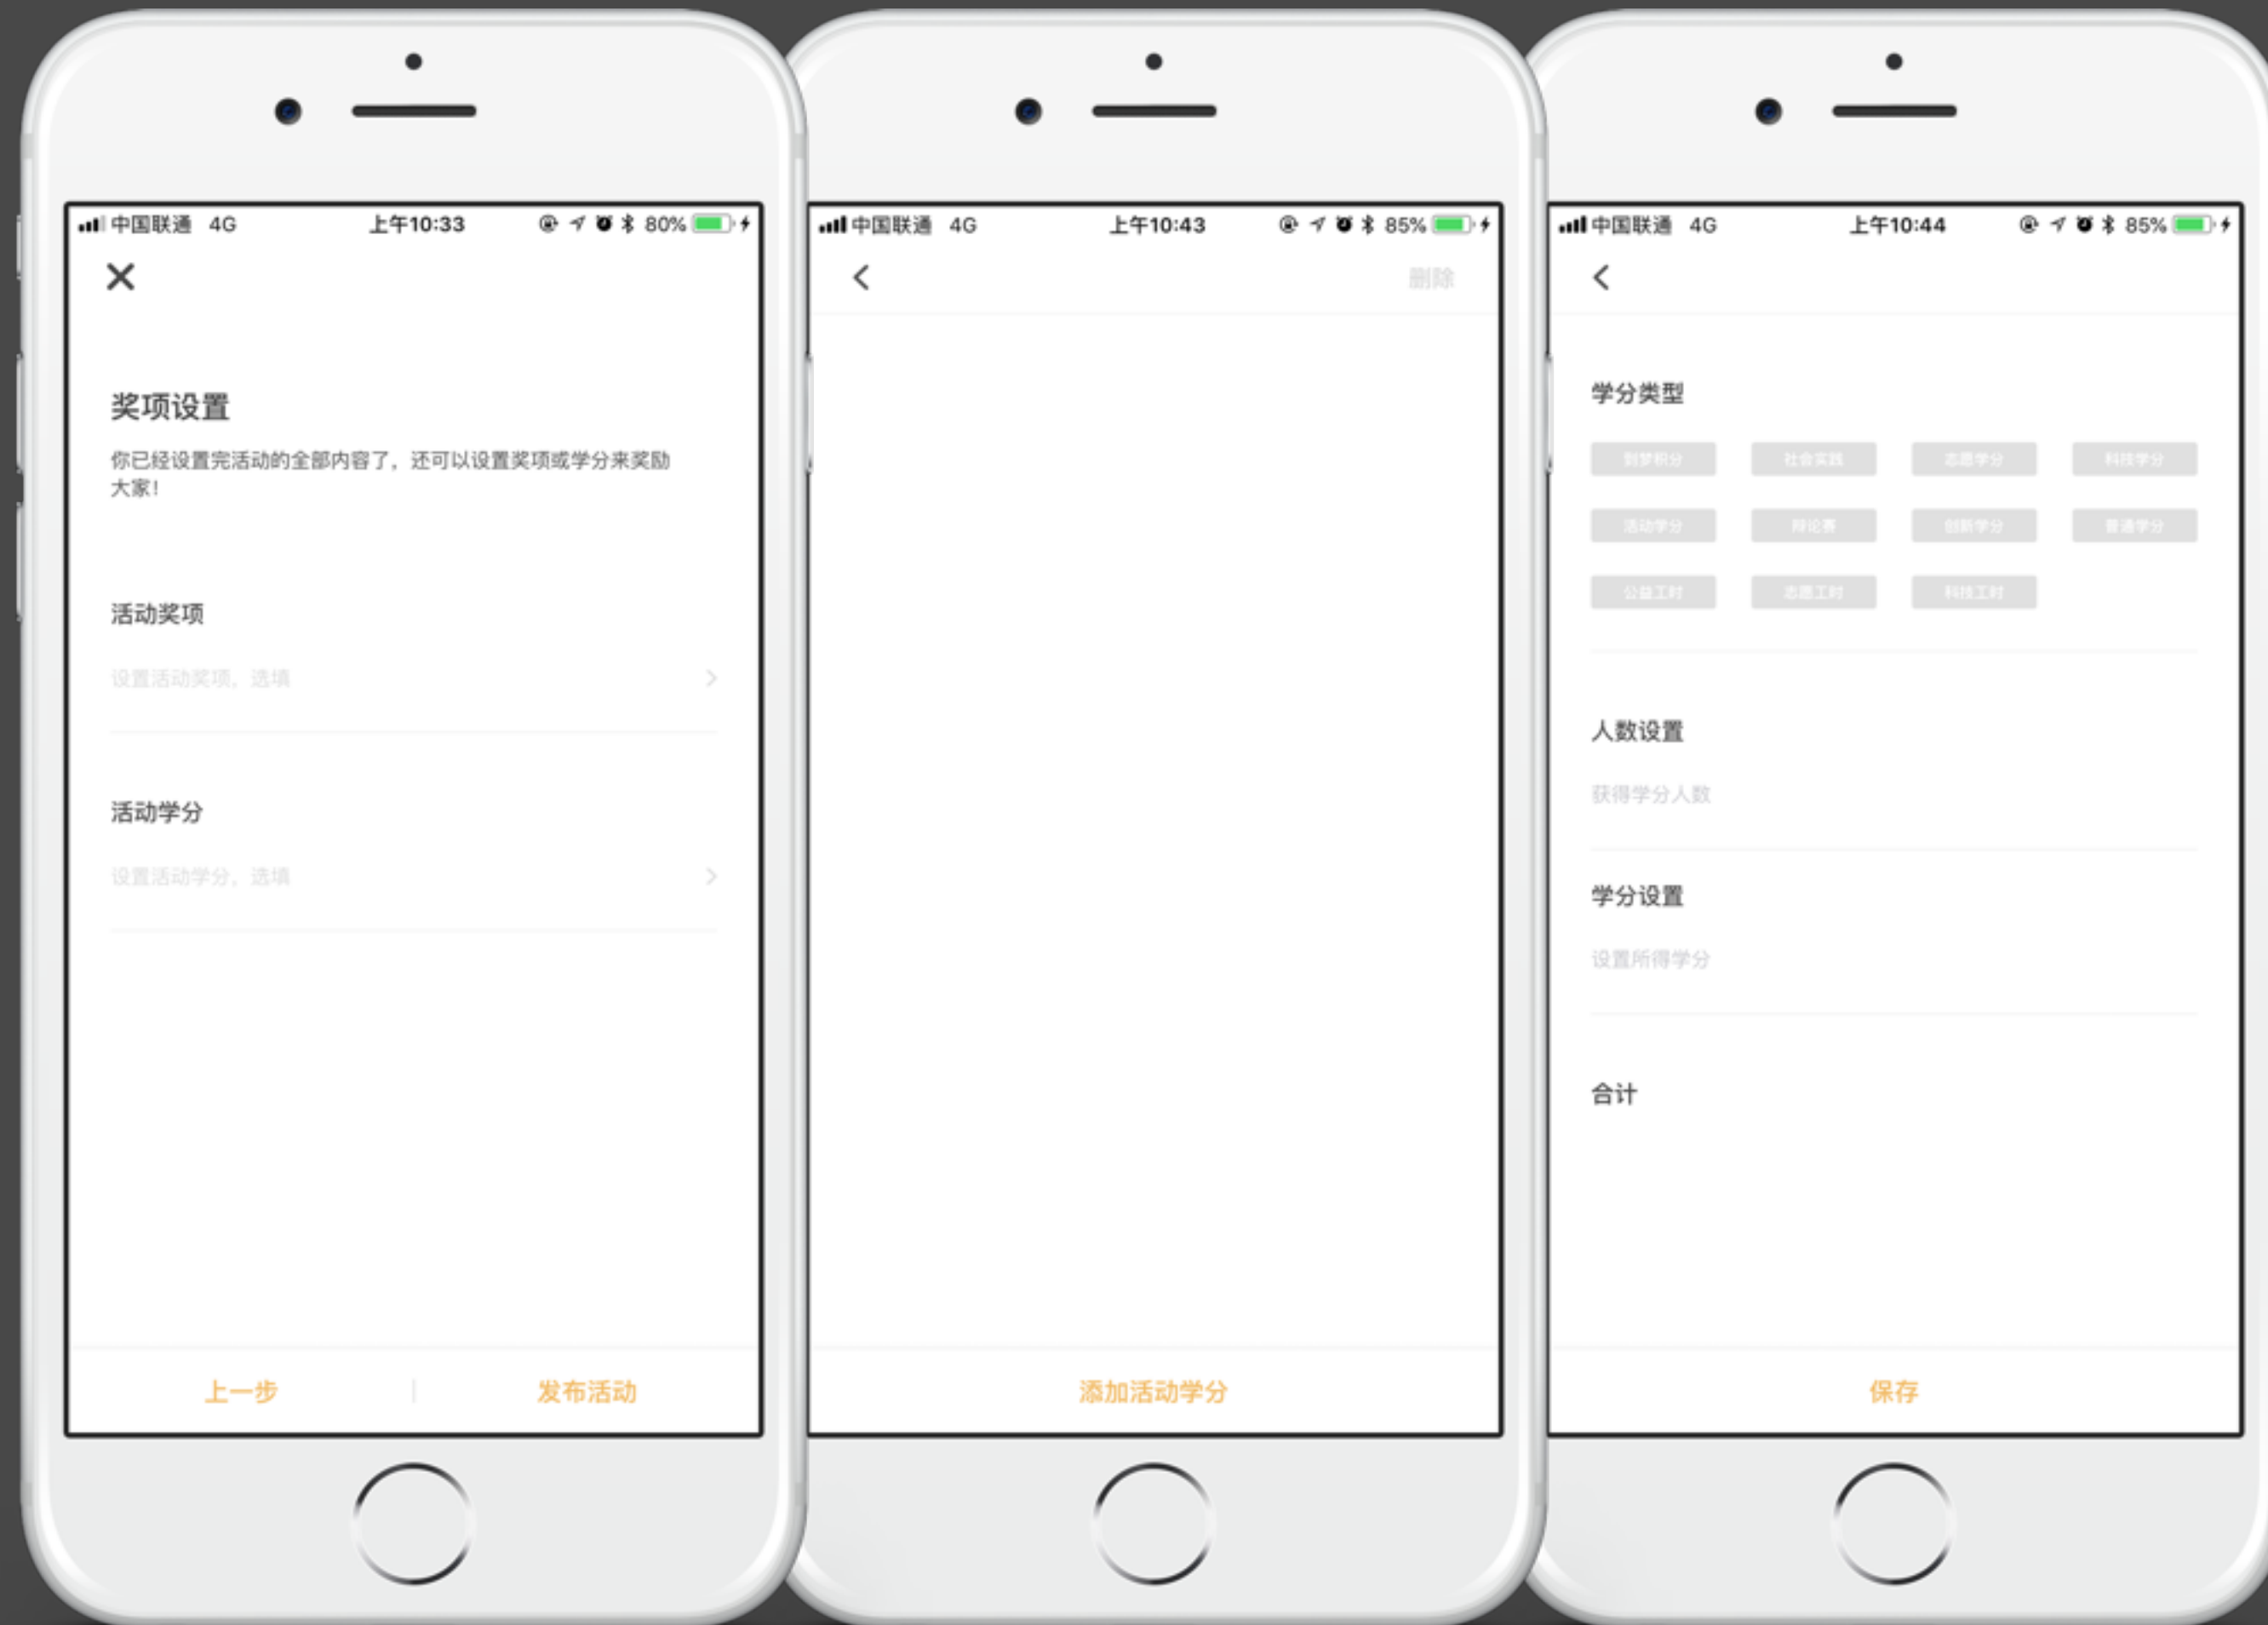 中国联通 4G 上午10:33 80%
奖项设置
你已经设置完活动的全部内容了，还可以设置奖项或学分来奖励
大家！
活动奖项
设置活动奖项，选填
活动学分
设置活动学分，选填
上一步 发布活动
中国联通 4G 上午10:43 85%
删除
添加活动学分
中国联通 4G 上午10:44 85%
学分类型
到梦积分 社会实践 志愿学分 科技学分
活动学分 辩论赛 创新学分 普通学分
公益工时 志愿工时 科技工时
人数设置
获得学分人数
学分设置
设置所得学分
合计
保存